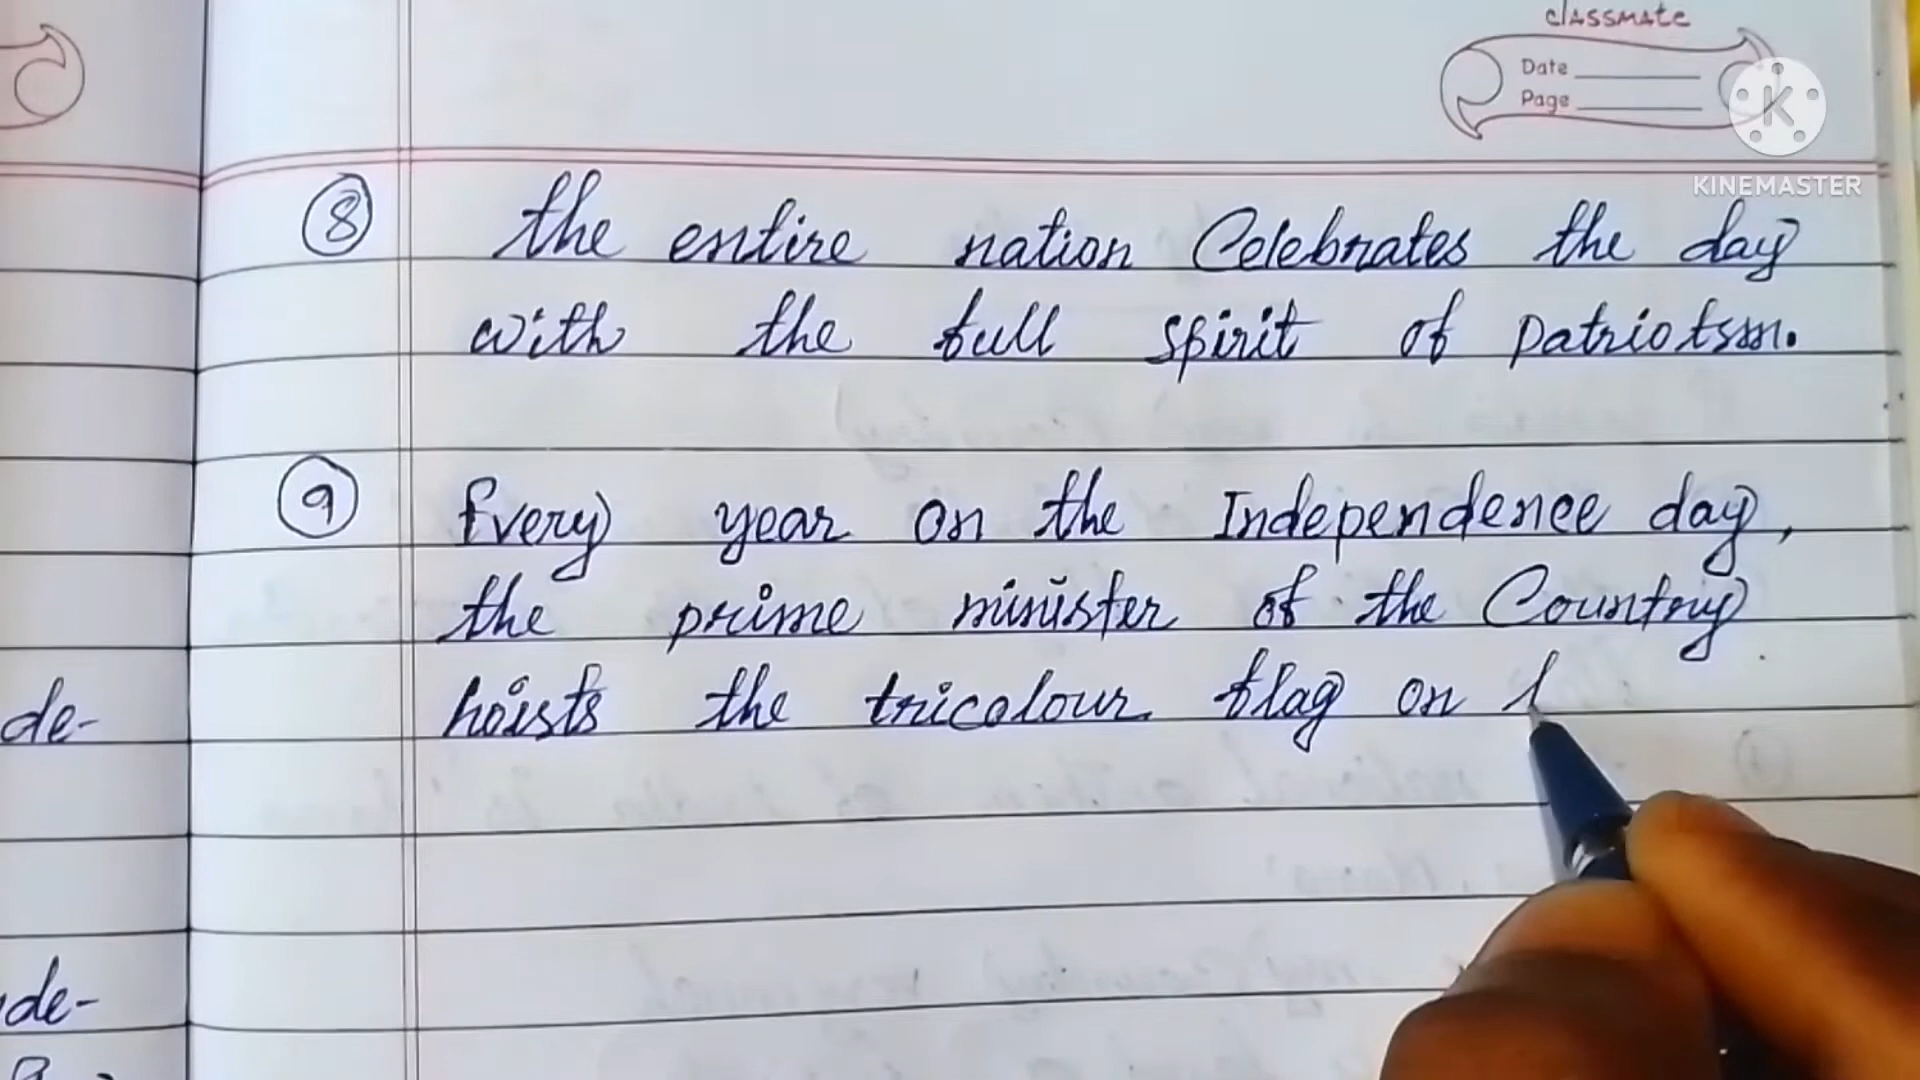 classmate
Date
Page
KINEMASTER
8 the entire nation Celebrates the day
with the full spirit of patriotsm.
9 Every year on the Independence day,
the prime minister of the Country
hoists the tricolour flag on
de-
de-